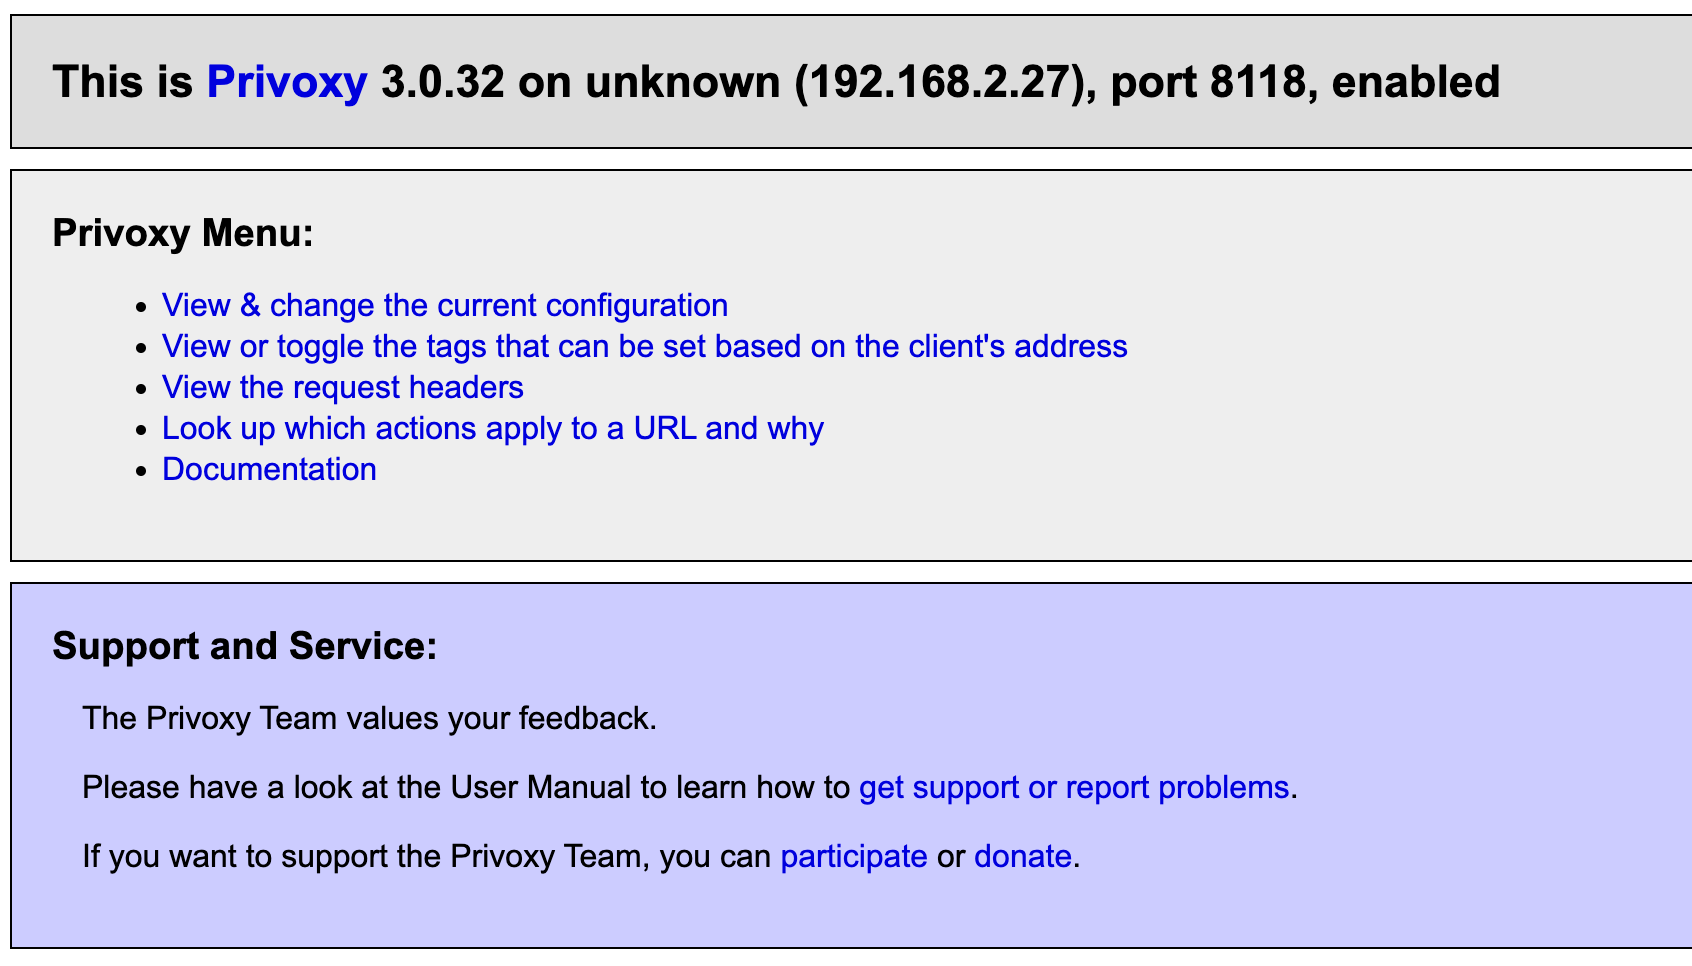 This is Privoxy 3.0.32 on unknown (192.168.2.27), port 8118, enabled
Privoxy Menu:
• View & change the current configuration
• View or toggle the tags that can be set based on the client's address
• View the request headers
• Look up which actions apply to a URL and why
• Documentation
Support and Service:
The Privoxy Team values your feedback.
Please have a look at the User Manual to learn how to get support or report problems.
If you want to support the Privoxy Team, you can participate or donate.